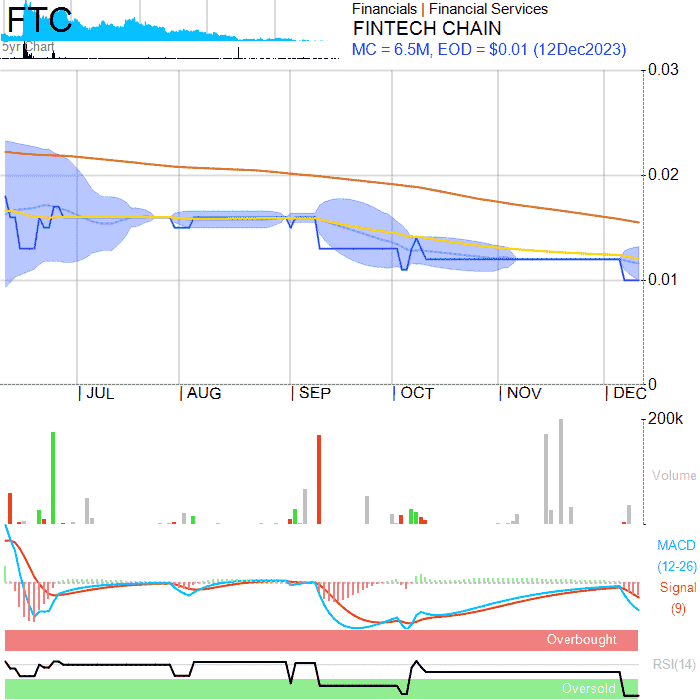 FTC
5yr Chart
Financials | Financial Services
FINTECH CHAIN
MC = 6.5M, EOD = $0.01 (12Dec2023)
0.03
0.02
0.01
0
JUL
AUG
SEP
OCT
NOV
DEC
200k
Volume
MACD
(12-26)
Signal
(9)
Overbought
RSI(14)
Oversold